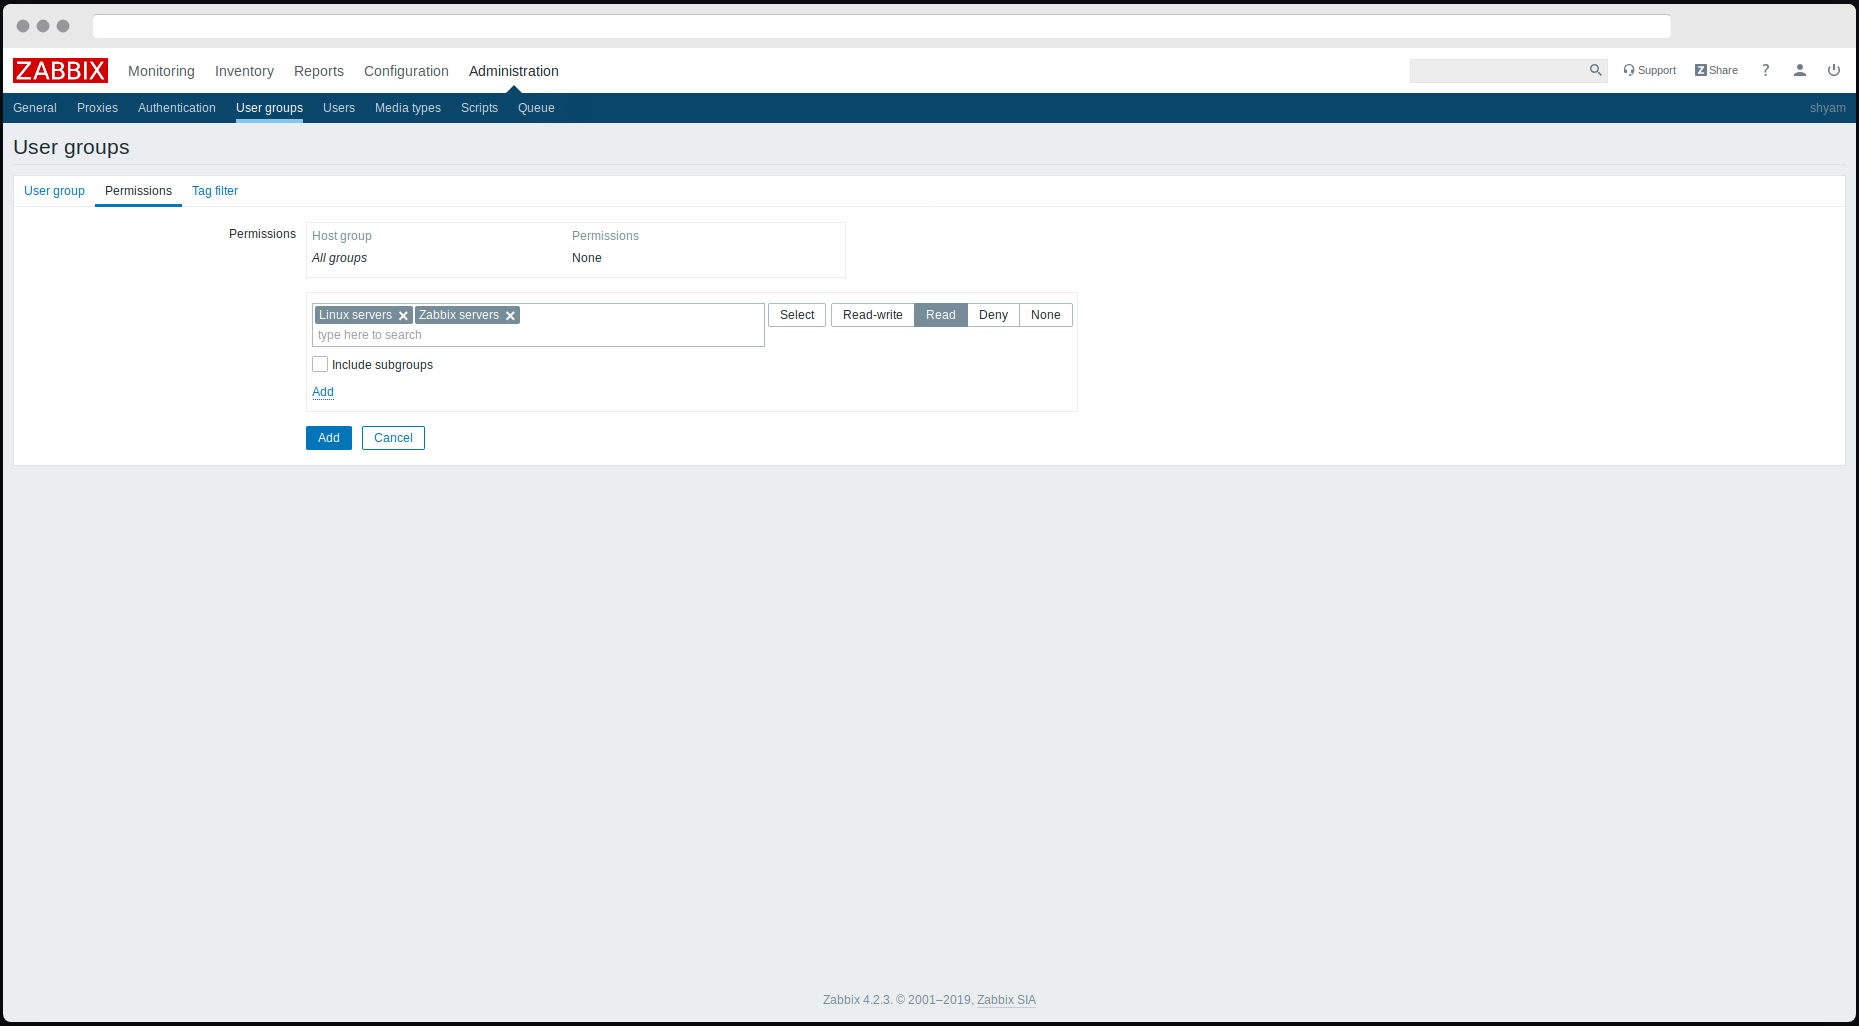 ZABBIX Monitoring Inventory Reports Configuration Administration Support Z Share ?
General Proxies Authentication User groups Users Media types Scripts Queue shyam
User groups
User group Permissions Tag filter
Permissions Host group Permissions
All groups None
Linux servers Zabbix servers Select Read-write Read Deny None
type here to search
Include subgroups
Add
Add Cancel
Zabbix 4.2.3. © 2001–2019, Zabbix SIA